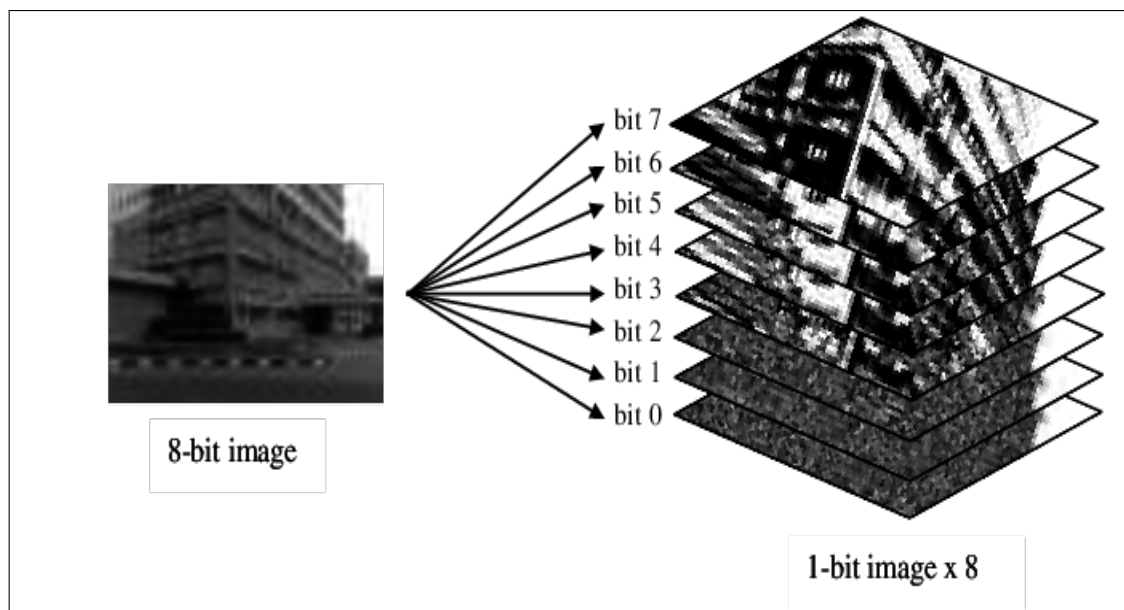 bit 7
bit 6
bit 5
bit 4
bit 3
bit 2
bit 1
bit 0
8-bit image
1-bit image x 8